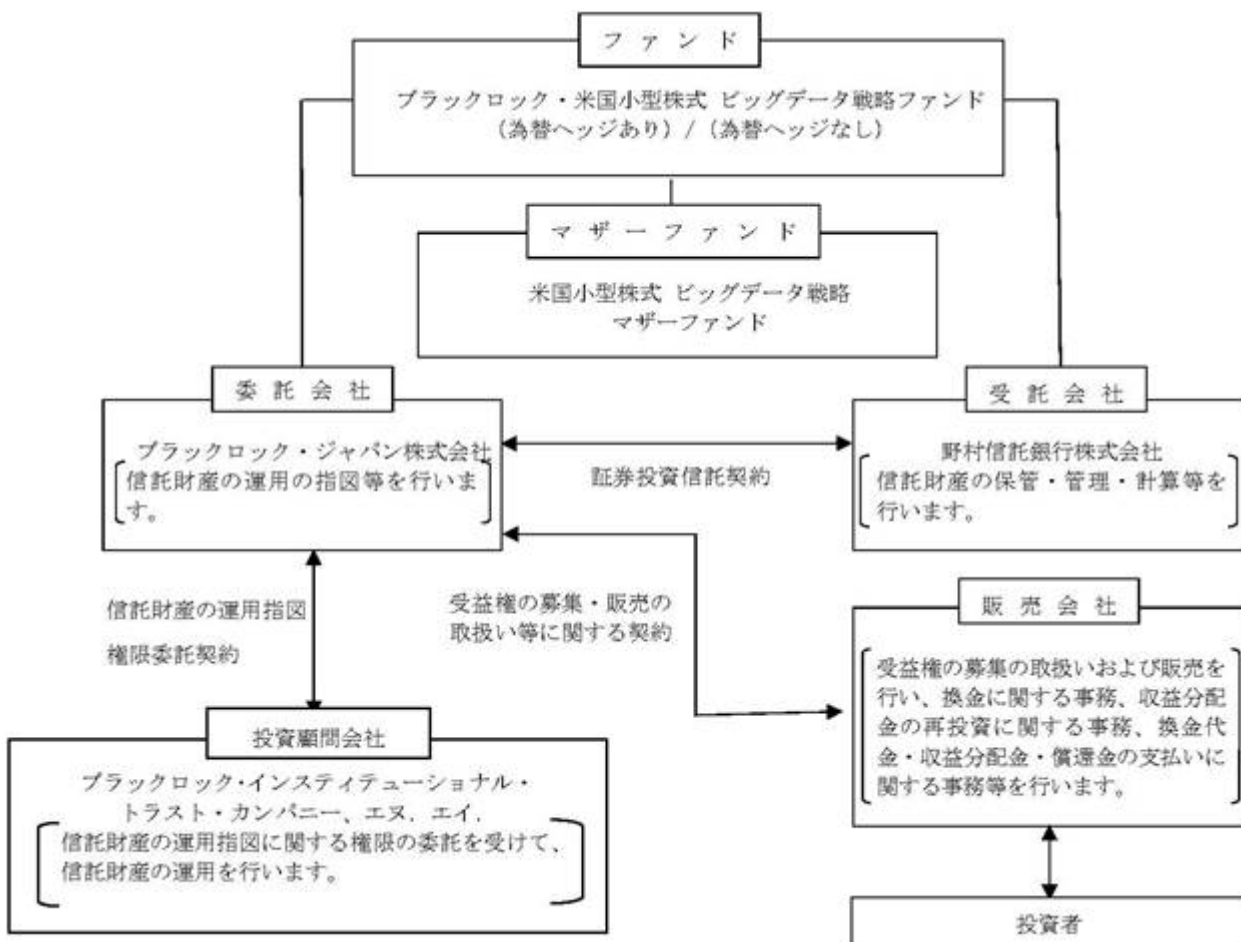 ファンド
ブラックロック・米国小型株式 ビッグデータ戦略ファンド
（為替ヘッジあり）/（為替ヘッジなし）
マザーファンド
米国小型株式 ビッグデータ戦略
マザーファンド
委託会社
ブラックロック・ジャパン株式会社
信託財産の運用の指図等を行いま
す。
証券投資信託契約
受託会社
野村信託銀行株式会社
信託財産の保管・管理・計算等を
行います。
信託財産の運用指図
権限委託契約
受益権の募集・販売の
取扱い等に関する契約
販売会社
受益権の募集の取扱いおよび販売を
行い、換金に関する事務、収益分配
金の再投資に関する事務、換金代
金・収益分配金・償還金の支払いに
関する事務等を行います。
投資顧問会社
ブラックロック・インスティテューショナル・
トラスト・カンパニー、エヌ．エイ．
信託財産の運用指図に関する権限の委託を受けて、
信託財産の運用を行います。
投資者